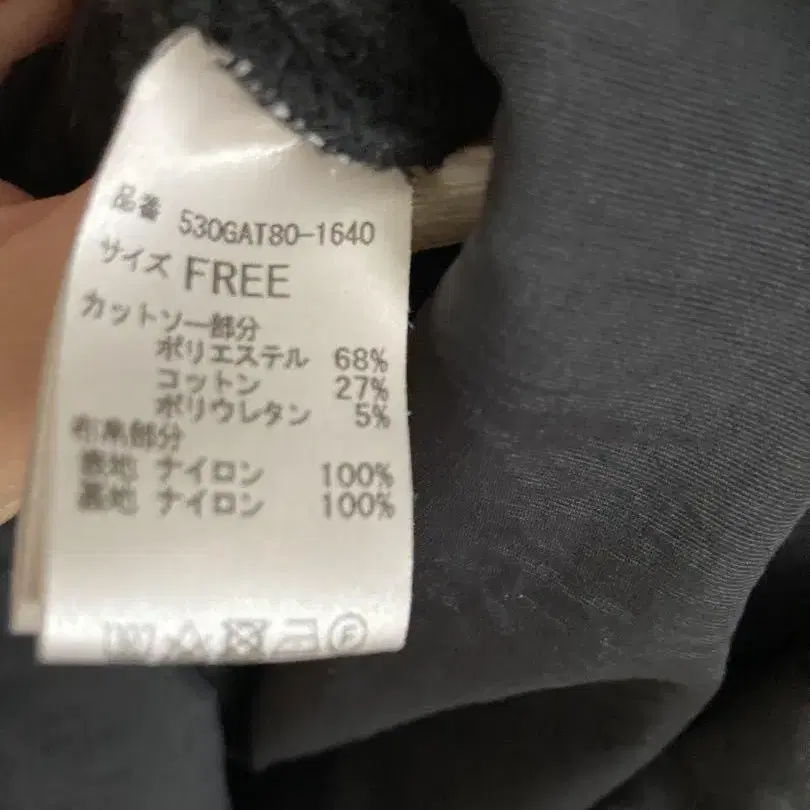 品番 530GAT80-1640
サイズ FREE
カットソー部分
ポリエステル 68%
コットン 27%
ポリウレタン 5%
布帛部分
表地 ナイロン 100%
裏地 ナイロン 100%